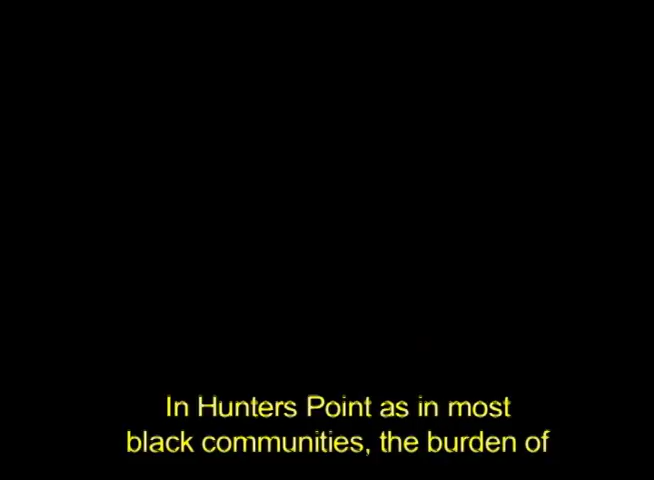 In Hunters Point as in most
black communities, the burden of